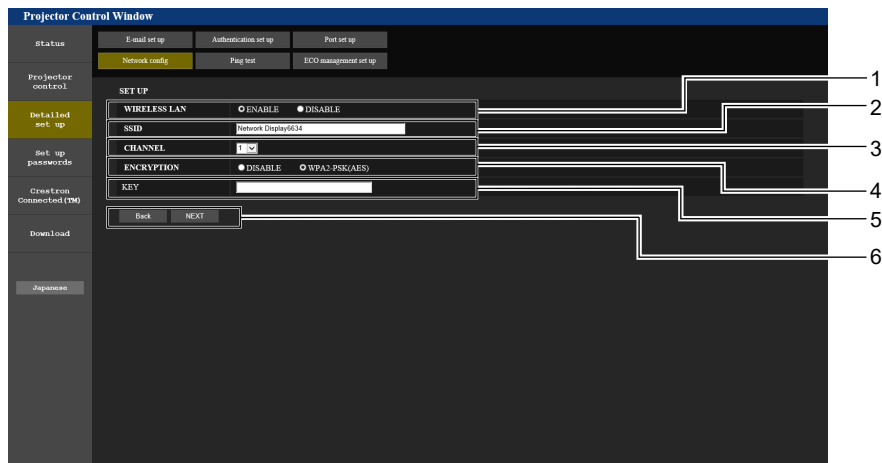 Projector Control Window
Status
E-mail set up
Authentication set up
Port set up
Network config
Ping test
ECO management set up
Projector
control
Detailed
set up
Set up
passwords
Crestron
Connected(TM)
Download
Japanese
SET UP
WIRELESS LAN ENABLE DISABLE
SSID Network Display6634
CHANNEL 1
ENCRYPTION DISABLE WPA2-PSK(AES)
KEY
Back NEXT
1
2
3
4
5
6